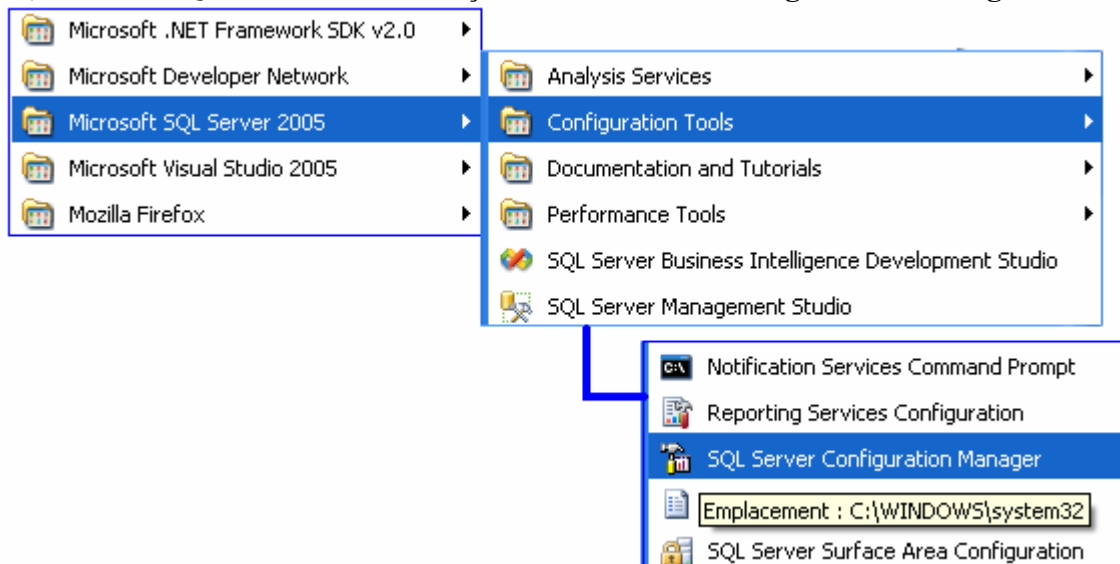 Microsoft .NET Framework SDK v2.0
Microsoft Developer Network
Microsoft SQL Server 2005
Microsoft Visual Studio 2005
Mozilla Firefox
Analysis Services
Configuration Tools
Documentation and Tutorials
Performance Tools
SQL Server Business Intelligence Development Studio
SQL Server Management Studio
C:\
Notification Services Command Prompt
Reporting Services Configuration
SQL Server Configuration Manager
Emplacement : C:\WINDOWS\system32
SQL Server Surface Area Configuration